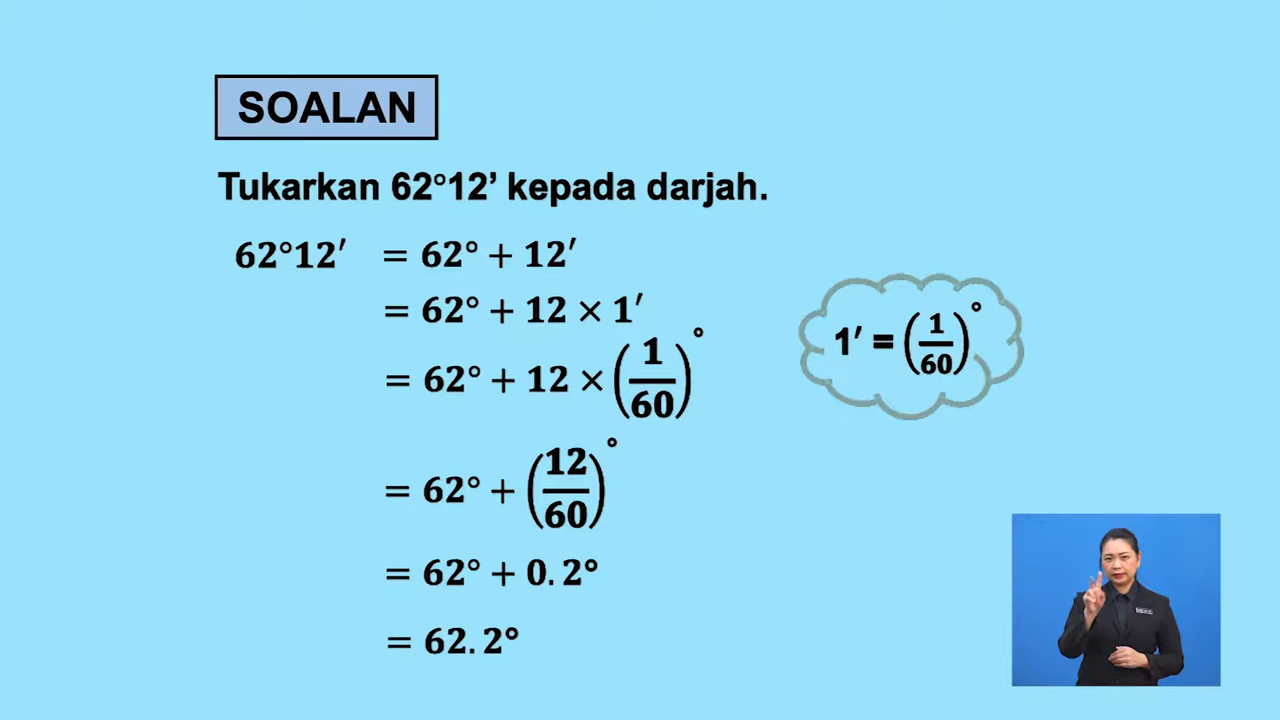 SOALAN
Tukarkan 62°12’ kepada darjah.
62°12′ = 62° + 12′
= 62° + 12 × 1′
= 62° + 12 × (1/60)°
1′ = (1/60)°
= 62° + (12/60)°
= 62° + 0.2°
= 62.2°